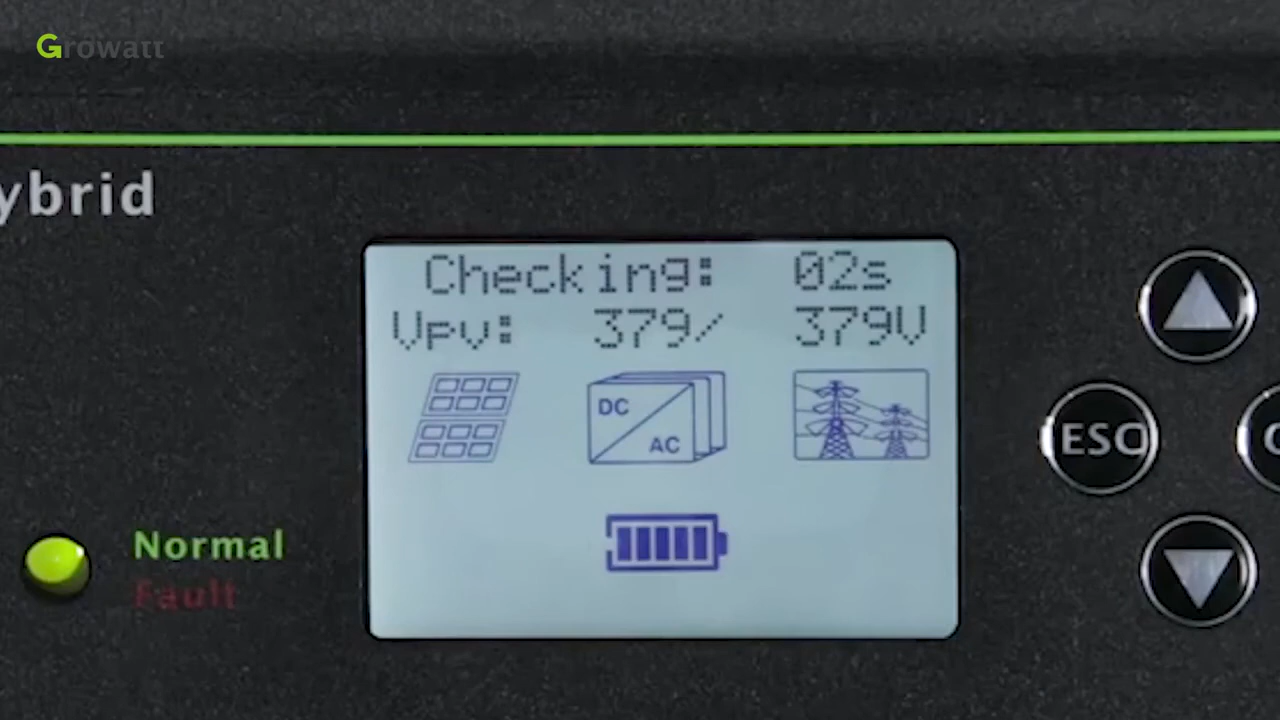 Growatt
ybrid
Checking: 02s
Vpv: 379/ 379V
DC
AC
ESC
Normal
Fault